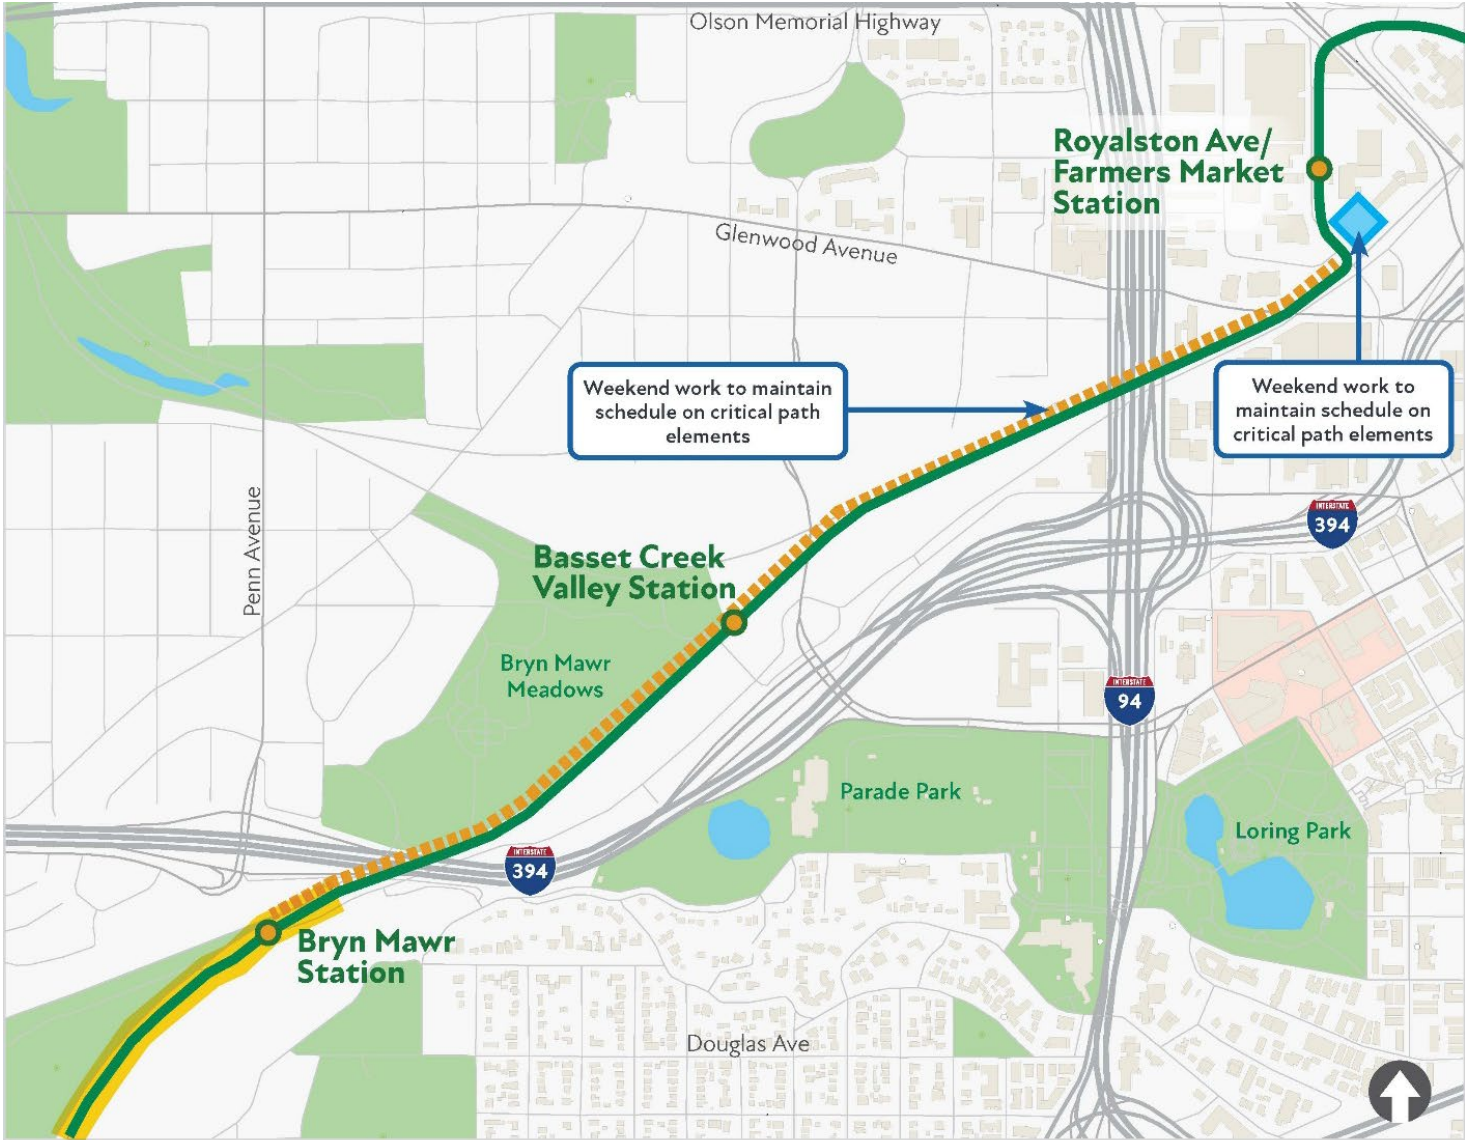 Olson Memorial Highway
Royalston Ave/
Farmers Market
Station
Glenwood Avenue
Weekend work to maintain
schedule on critical path
elements
Weekend work to
maintain schedule on
critical path elements
Penn Avenue
INTERSTATE
394
Basset Creek
Valley Station
Bryn Mawr
Meadows
INTERSTATE
94
Parade Park
Loring Park
INTERSTATE
394
Bryn Mawr
Station
Douglas Ave